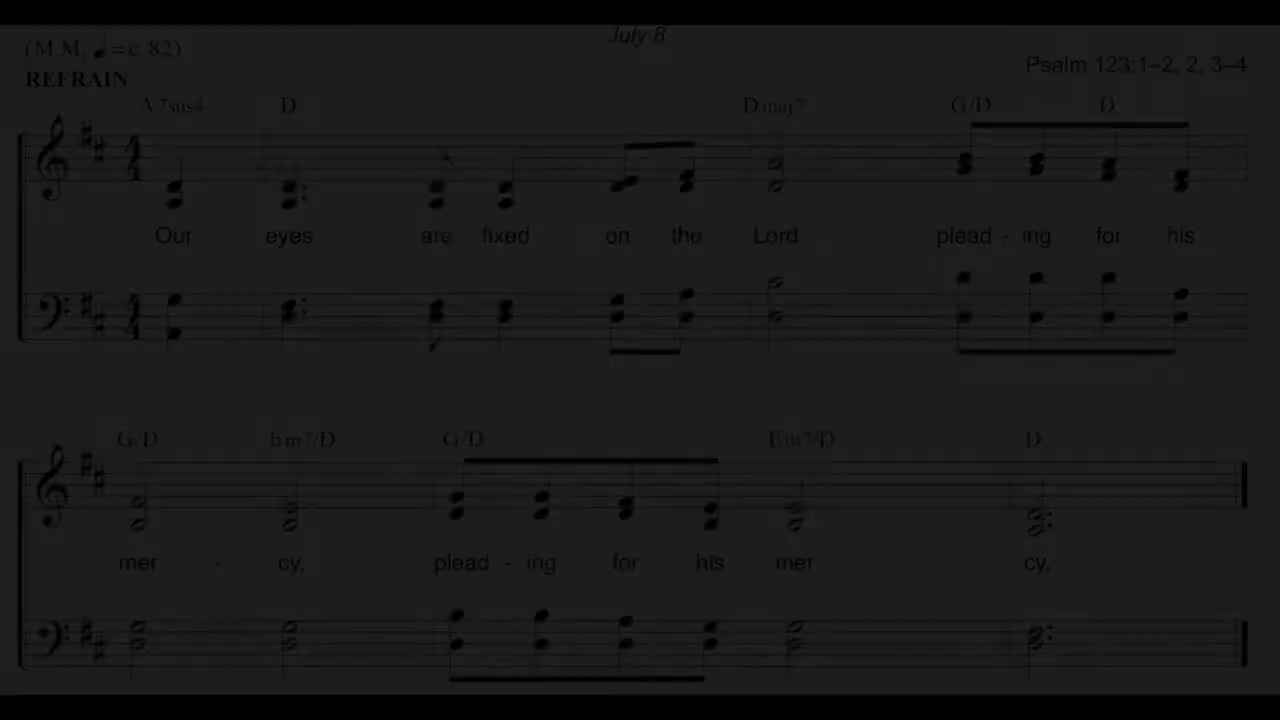 July 8
(M.M. ♩ = c. 82)
Psalm 123:1–2, 2, 3–4
REFRAIN
A7sus4 D Dmaj7 G/D D
Our eyes are fixed on the Lord plead - ing for his
G/D Bm7/D G/D Bm7/D D
mer - cy, plead - ing for his mer cy,